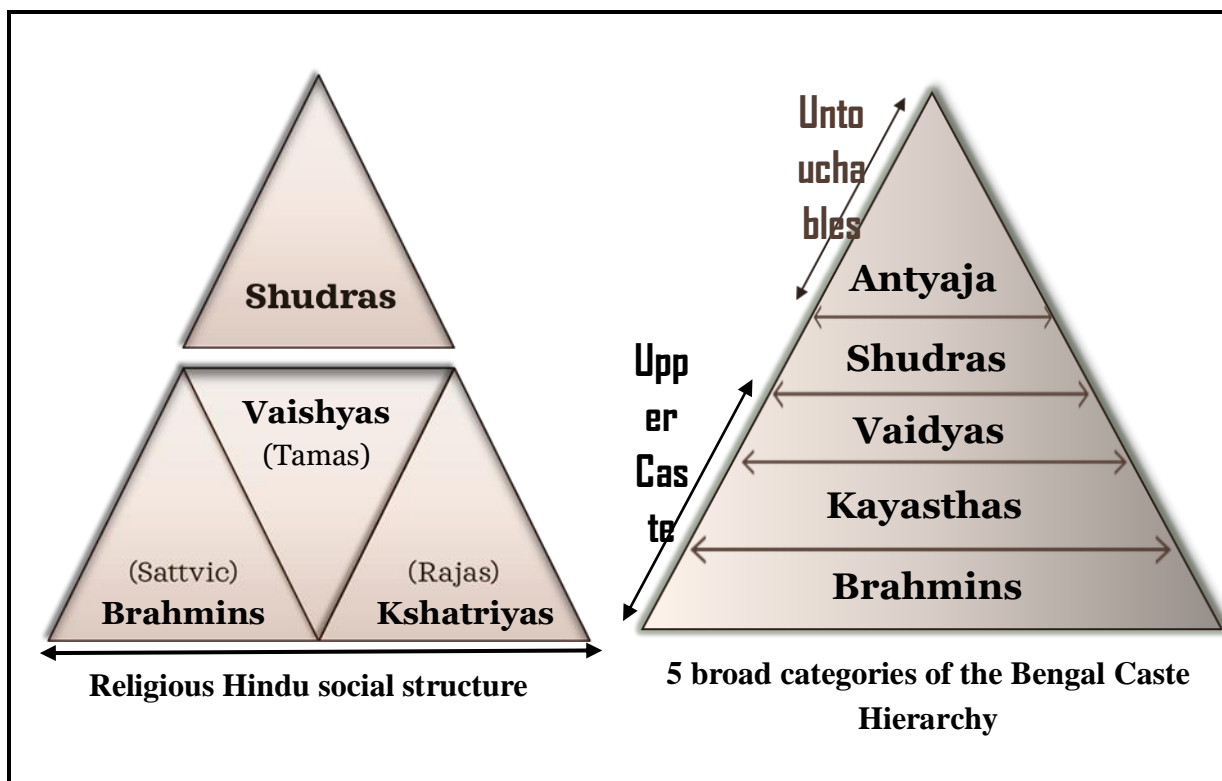 Shudras
Vaishyas
(Tamas)
(Sattvic)
Brahmins
(Rajas)
Kshatriyas
Religious Hindu social structure
Unto
ucha
bles
Antyaja
Shudras
Upp
er
Cas
te
Vaidyas
Kayasthas
Brahmins
5 broad categories of the Bengal Caste
Hierarchy